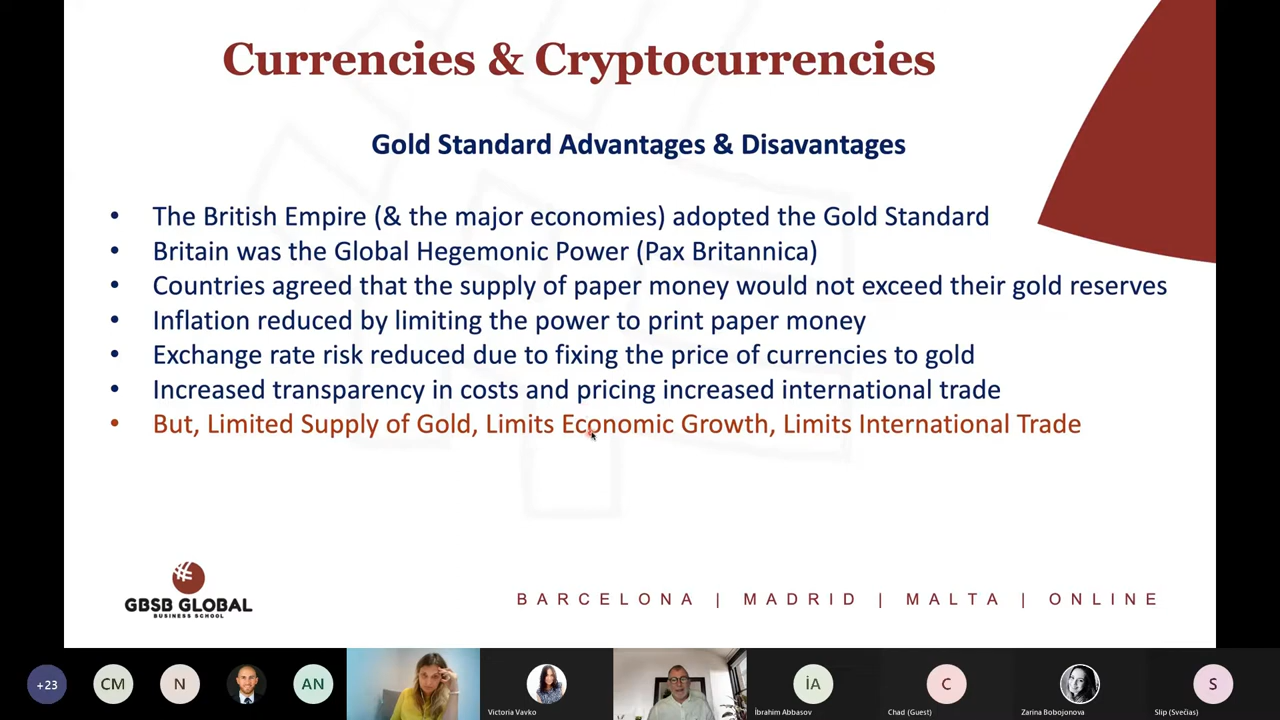 Currencies & Cryptocurrencies
Gold Standard Advantages & Disavantages
• The British Empire (& the major economies) adopted the Gold Standard
• Britain was the Global Hegemonic Power (Pax Britannica)
• Countries agreed that the supply of paper money would not exceed their gold reserves
• Inflation reduced by limiting the power to print paper money
• Exchange rate risk reduced due to fixing the price of currencies to gold
• Increased transparency in costs and pricing increased international trade
• But, Limited Supply of Gold, Limits Economic Growth, Limits International Trade
GBSB GLOBAL
BUSINESS SCHOOL
BARCELONA | MADRID | MALTA | ONLINE
+23
CM
N
AN
İA
C
S
Victoria Vavko
İbrahim Abbasov
Chad (Guest)
Zarina Bobojonova
Slip (Svečias)